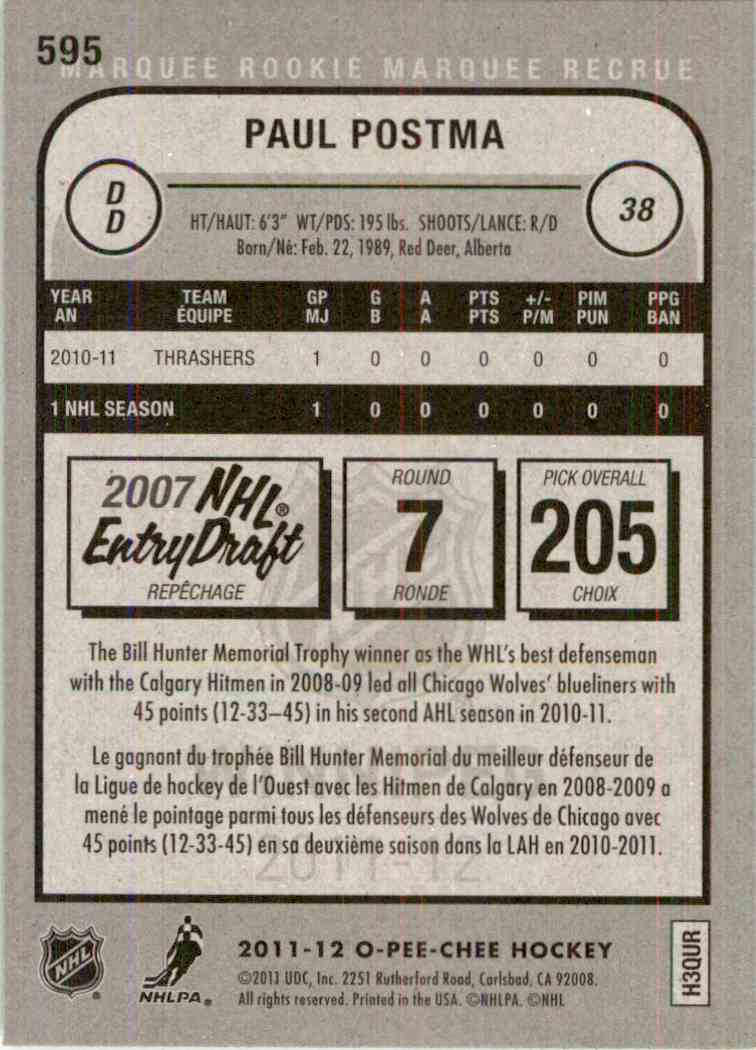 595
MARQUEE ROOKIE MARQUEE RECRUE
PAUL POSTMA
D
D
38
HT/HAUT: 6'3" WT/PDS: 195 lbs. SHOOTS/LANCE: R/D
Born/Né: Feb. 22, 1989, Red Deer, Alberta
YEAR TEAM GP G A PTS +/- PIM PPG
AN ÉQUIPE MJ B A PTS P/M PUN BAN
2010-11 THRASHERS 1 0 0 0 0 0 0
1 NHL SEASON 1 0 0 0 0 0 0
2007 NHL®
Entry Draft
REPÊCHAGE
ROUND
7
RONDE
PICK OVERALL
205
CHOIX
The Bill Hunter Memorial Trophy winner as the WHL's best defenseman
with the Calgary Hitmen in 2008-09 led all Chicago Wolves' blueliners with
45 points (12-33–45) in his second AHL season in 2010-11.
Le gagnant du trophée Bill Hunter Memorial du meilleur défenseur de
la Ligue de hockey de l'Ouest avec les Hitmen de Calgary en 2008-2009 a
mené le pointage parmi tous les défenseurs des Wolves de Chicago avec
45 points (12-33-45) en sa deuxième saison dans la LAH en 2010-2011.
2011-12
NHL
®
NHLPA®
2011-12 O-PEE-CHEE HOCKEY
©2011 UDC, Inc. 2251 Rutherford Road, Carlsbad, CA 92008.
All rights reserved. Printed in the USA. ©NHLPA. ©NHL
H3QUR